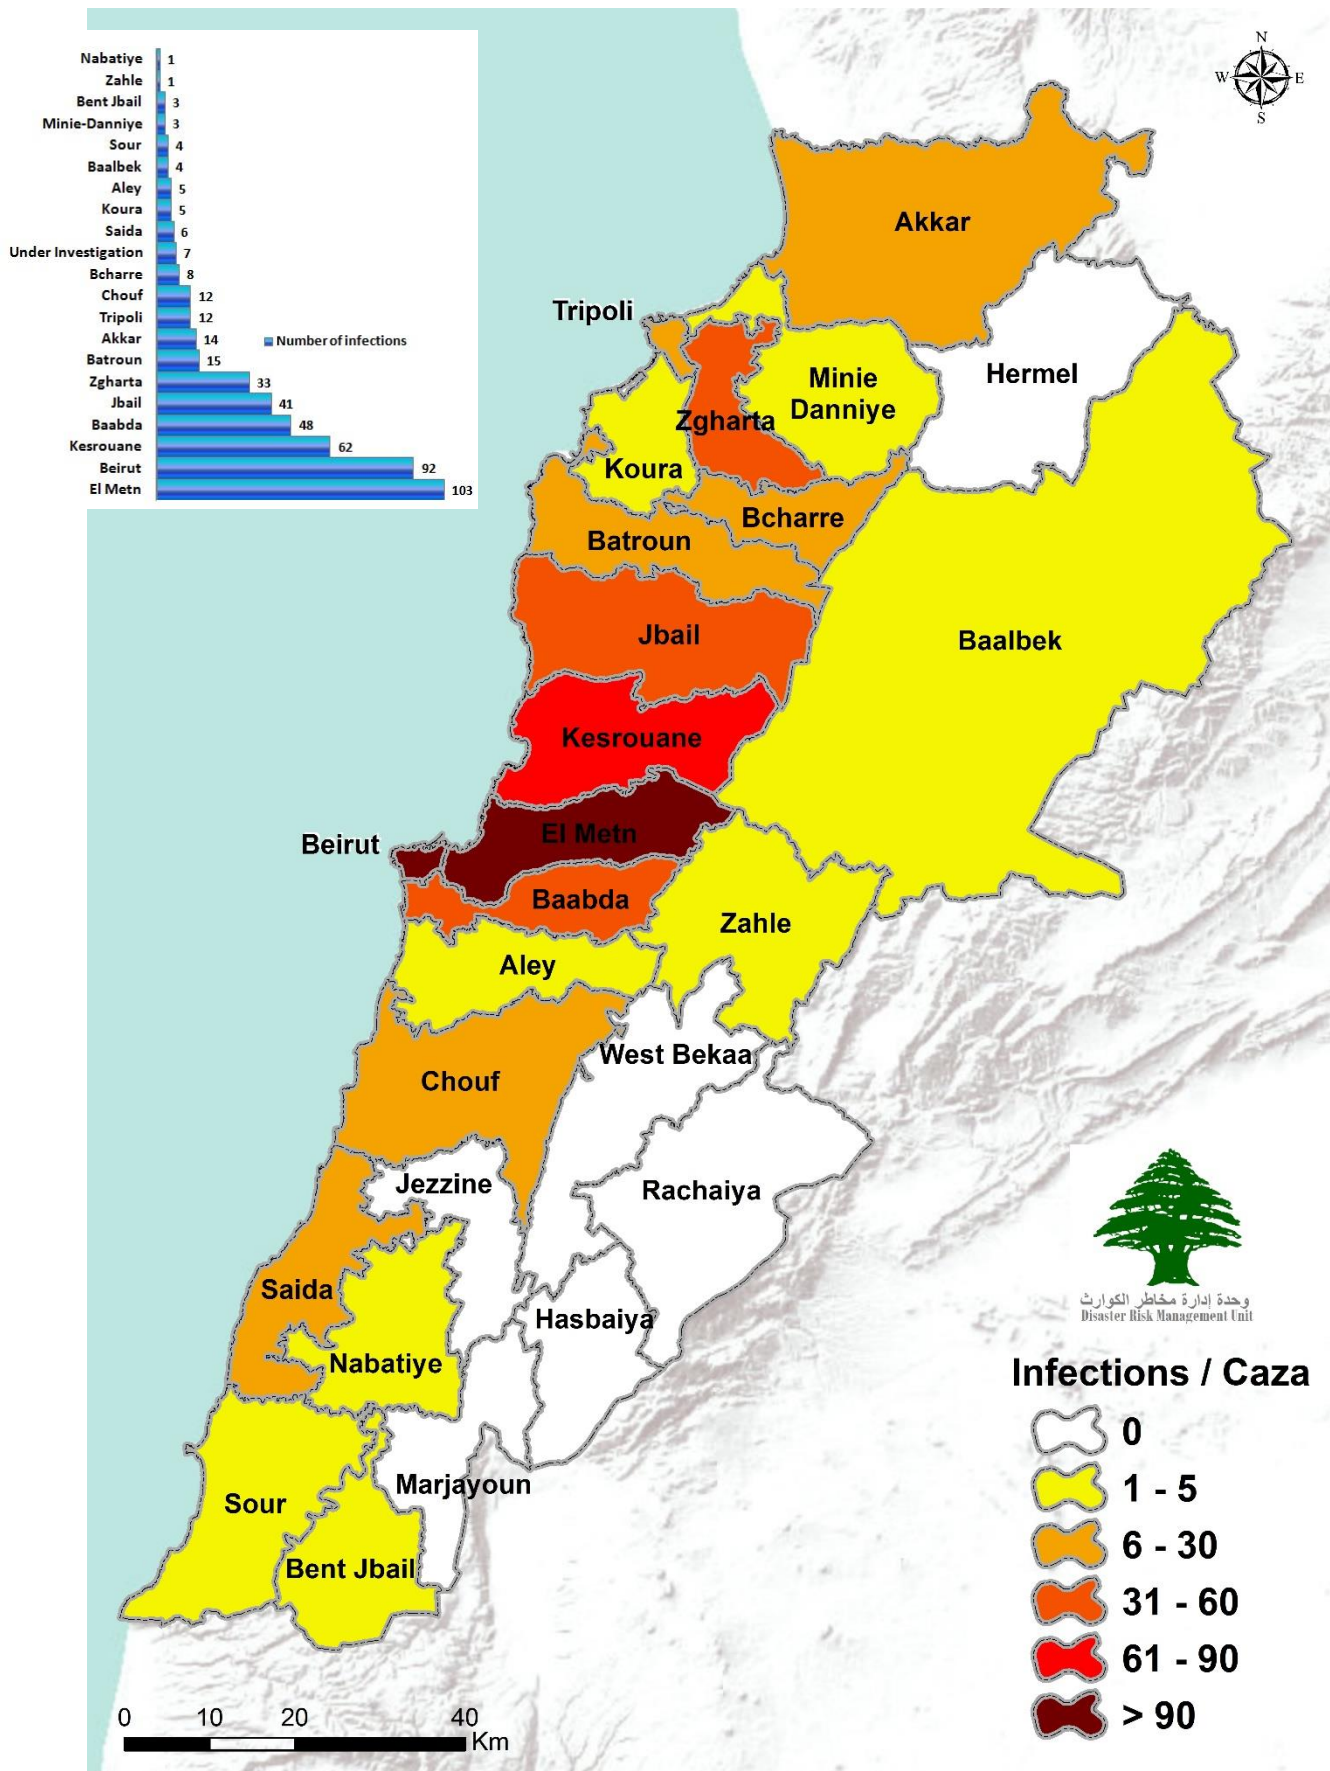 Nabatiye 1
Zahle 1
Bent Jbail 3
Minie-Danniye 3
Sour 4
Baalbek 4
Aley 5
Koura 5
Saida 6
Under Investigation 7
Bcharre 8
Chouf 12
Tripoli 12
Akkar 14
Batroun 15
Zgharta 33
Jbail 41
Baabda 48
Kesrouane 62
Beirut 92
El Metn 103
Number of infections
N
W E
S
Akkar
Tripoli
Hermel
Minie
Danniye
Zgharta
Koura
Bcharre
Batroun
Jbail
Baalbek
Kesrouane
El Metn
Beirut
Baabda
Zahle
Aley
West Bekaa
Chouf
Jezzine
Rachaiya
Saida
Hasbaiya
Nabatiye
Marjayoun
Sour
Bent Jbail
وحدة إدارة مخاطر الكوارث
Disaster Risk Management Unit
Infections / Caza
0
1 - 5
6 - 30
31 - 60
61 - 90
> 90
0 10 20 40
Km